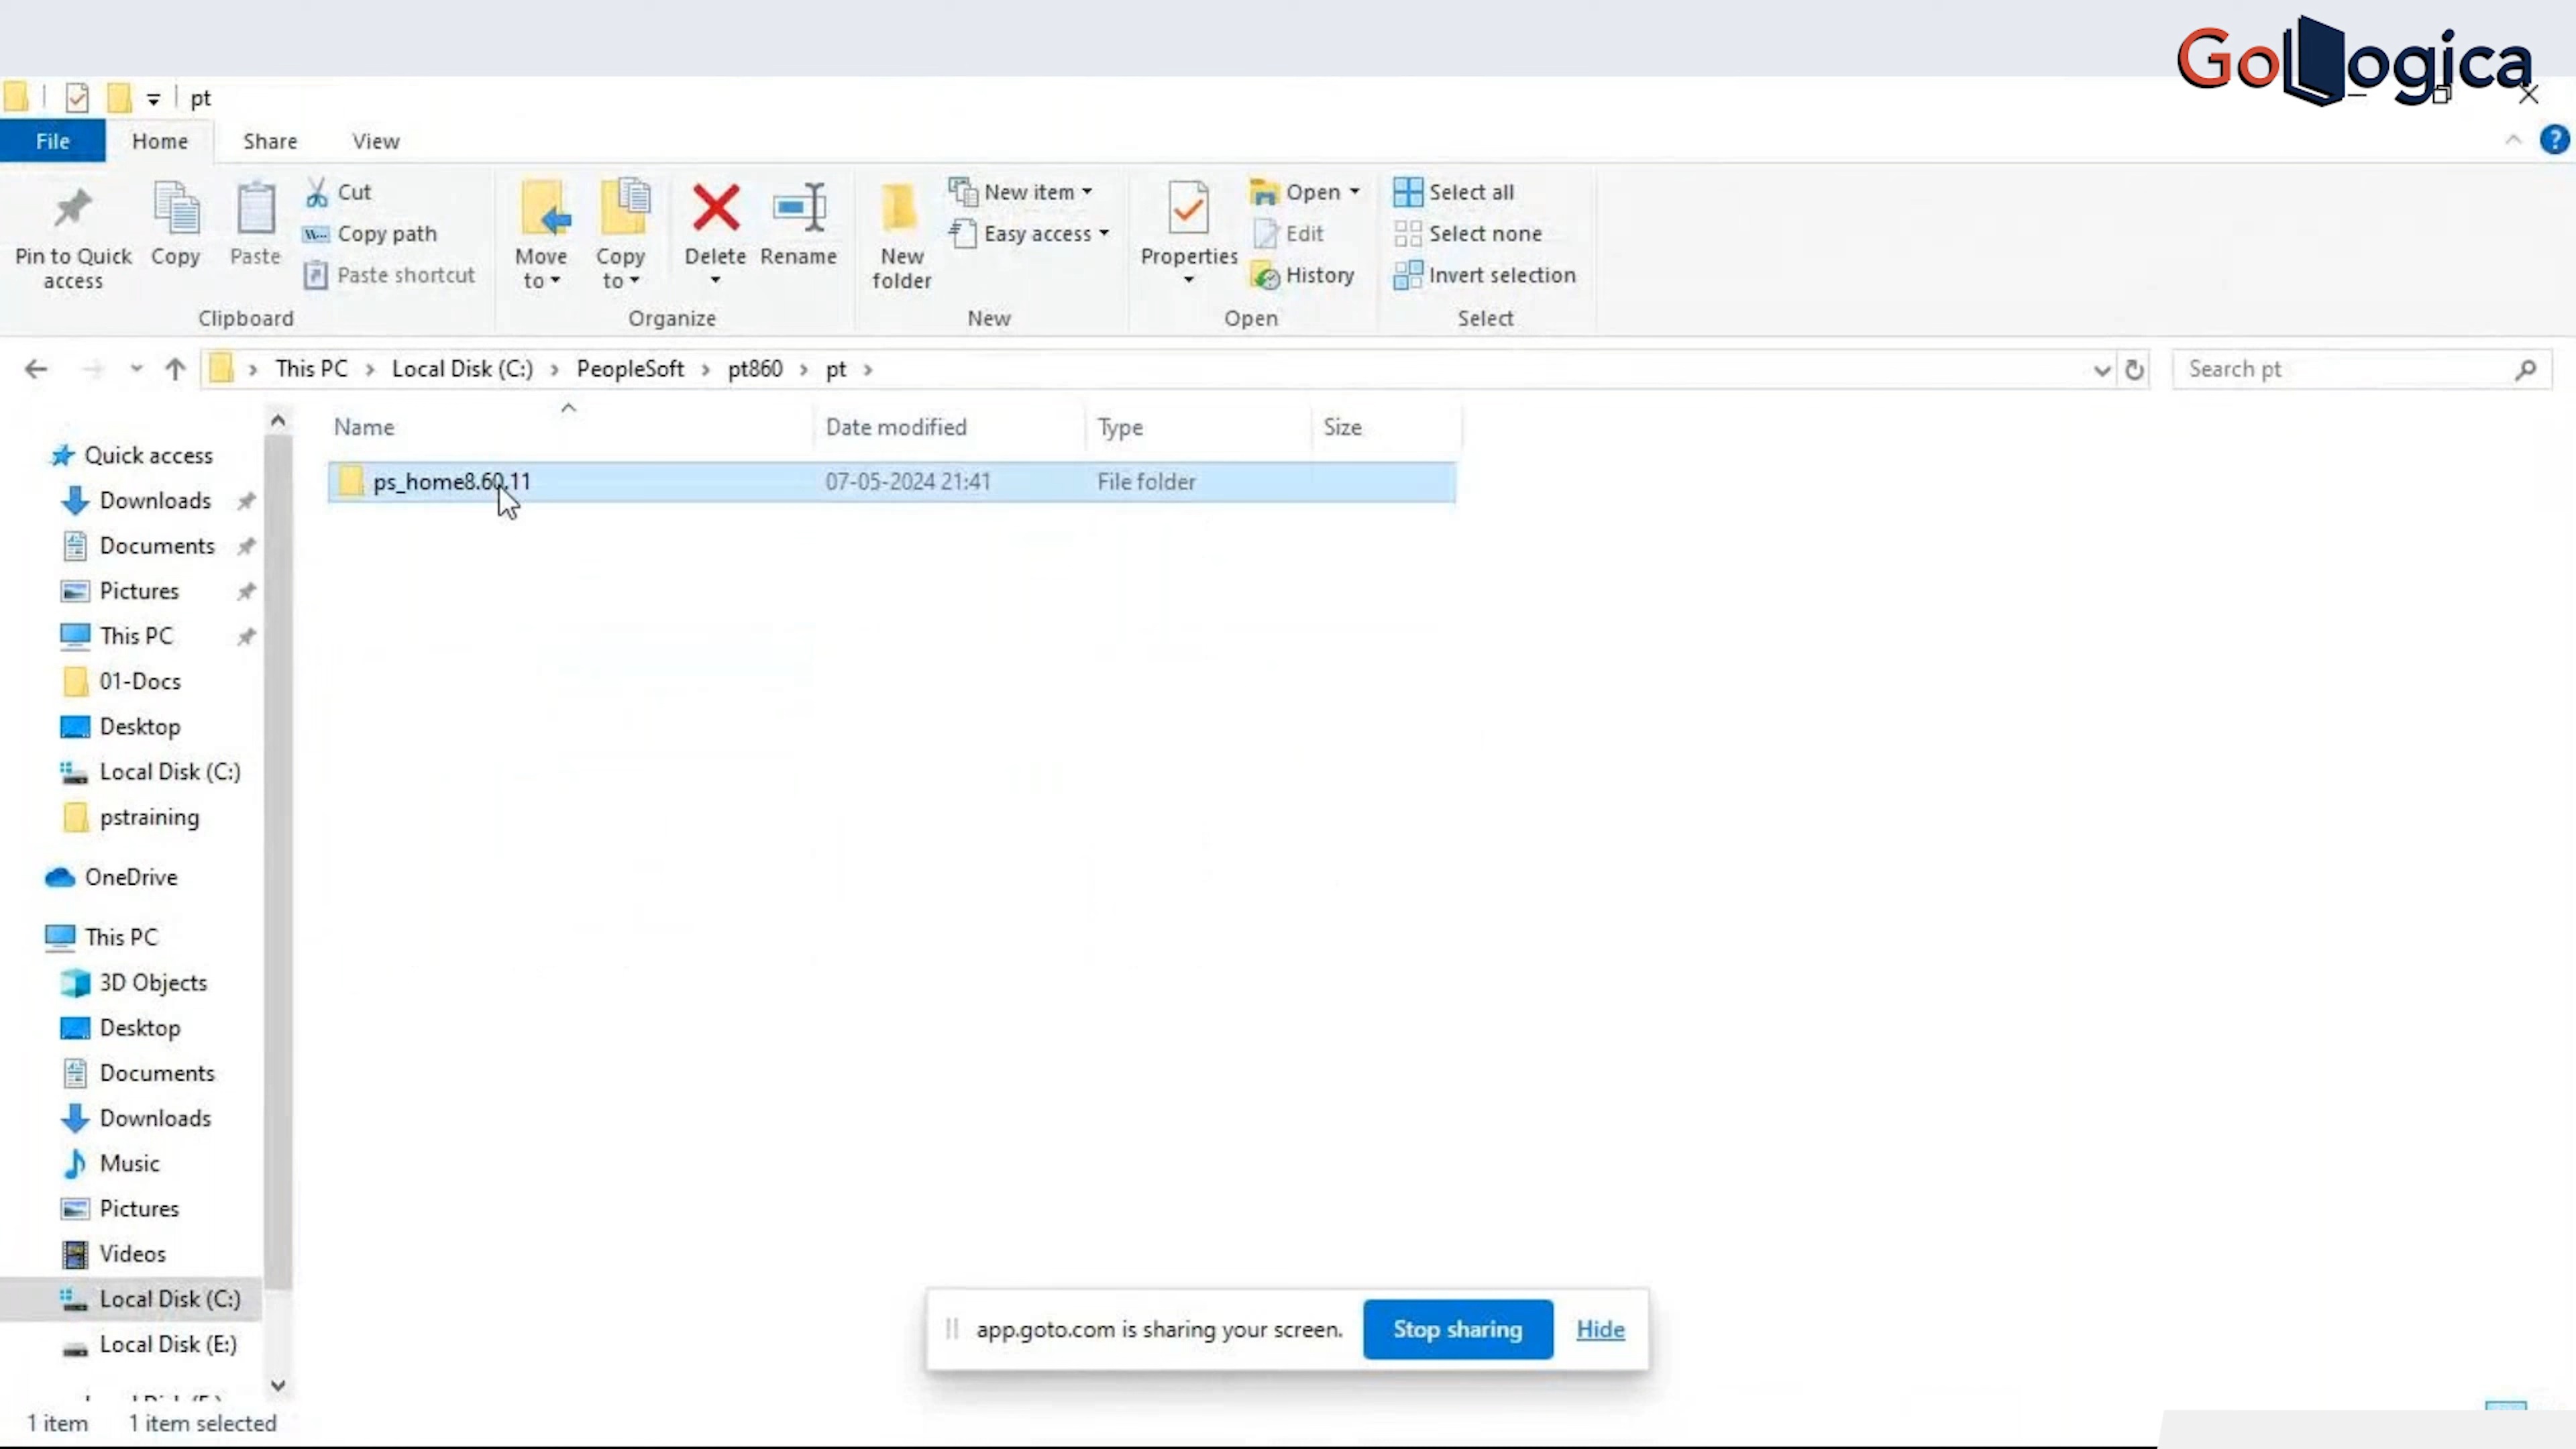 GoLogica
pt
File Home Share View
Pin to Quick access
Copy
Paste
Cut
Copy path
Paste shortcut
Clipboard
Move to
Copy to
Delete
Rename
Organize
New folder
New item
Easy access
New
Properties
Open
Edit
History
Open
Select all
Select none
Invert selection
Select
This PC > Local Disk (C:) > PeopleSoft > pt860 > pt >
Search pt
Name Date modified Type Size
ps_home8.60.11 07-05-2024 21:41 File folder
Quick access
Downloads
Documents
Pictures
This PC
01-Docs
Desktop
Local Disk (C:)
pstraining
OneDrive
This PC
3D Objects
Desktop
Documents
Downloads
Music
Pictures
Videos
Local Disk (C:)
Local Disk (E:)
app.goto.com is sharing your screen. Stop sharing Hide
1 item 1 item selected